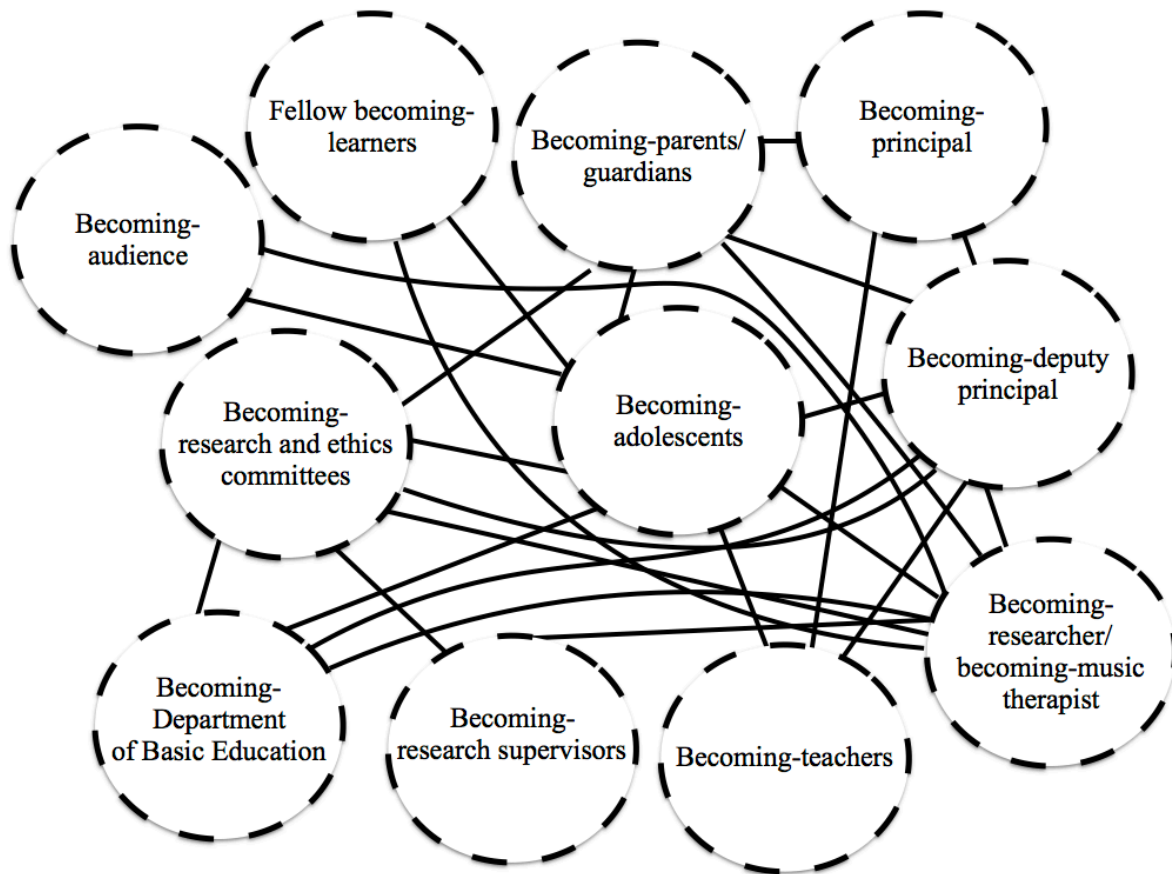 Fellow becoming-
learners
Becoming-parents/
guardians
Becoming-
principal
Becoming-
audience
Becoming-
research and ethics
committees
Becoming-
adolescents
Becoming-deputy
principal
Becoming-
Department
of Basic Education
Becoming-
research supervisors
Becoming-teachers
Becoming-
researcher/
becoming-music
therapist